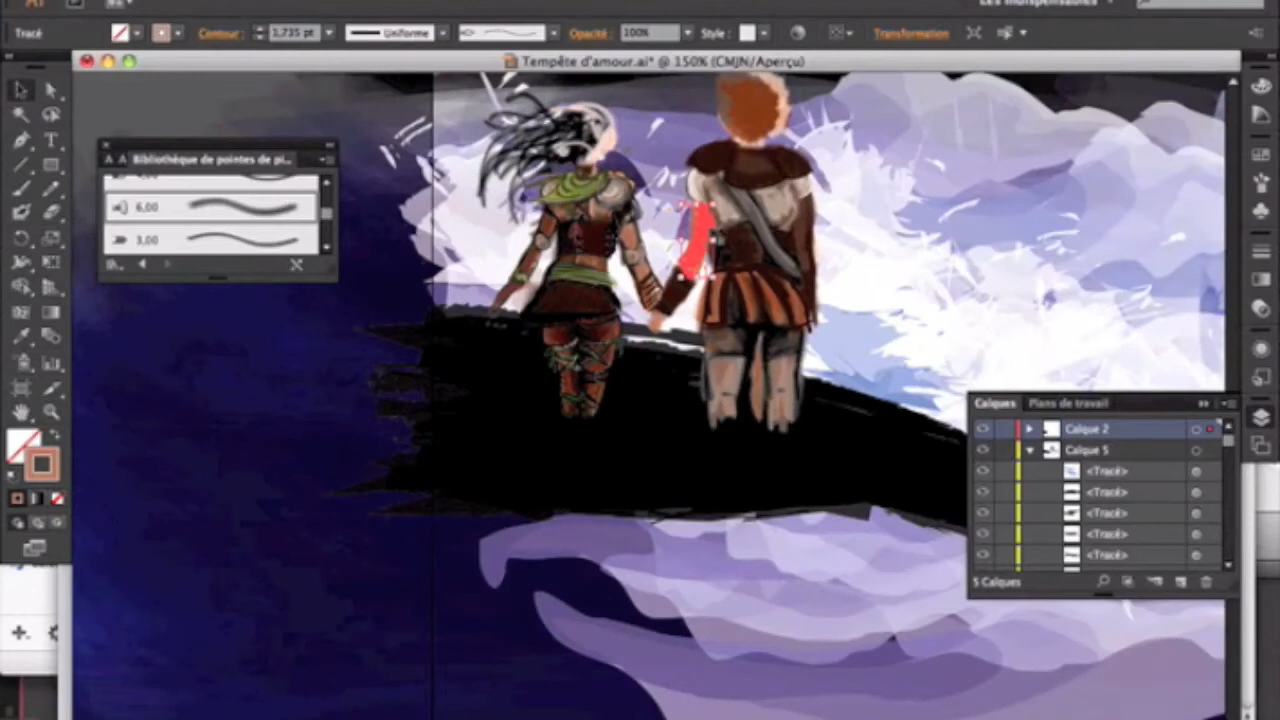 Les indispensables
Tracé Contour : 1,735 pt Uniforme Opacité : 100% Style : Transformation
Tempête d'amour.ai* @ 150% (CMJN/Aperçu)
Bibliothèque de pointes de pi...
6,00
3,00
Calques Plans de travail
Calque 2
Calque 5
<Tracé>
<Tracé>
<Tracé>
<Tracé>
<Tracé>
5 Calques